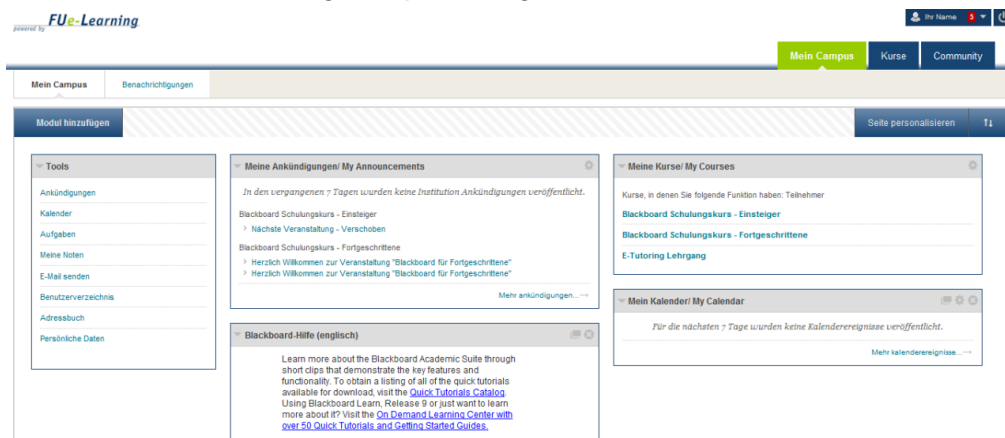 powered by FUe-Learning
Ihr Name 5
Mein Campus Kurse Community
Mein Campus Benachrichtigungen
Modul hinzufügen
Seite personalisieren
Tools
Ankündigungen
Kalender
Aufgaben
Meine Noten
E-Mail senden
Benutzerverzeichnis
Adressbuch
Persönliche Daten
Meine Ankündigungen/ My Announcements
In den vergangenen 7 Tagen wurden keine Institution Ankündigungen veröffentlicht.
Blackboard Schulungskurs - Einsteiger
> Nächste Veranstaltung - Verschoben
Blackboard Schulungskurs - Fortgeschrittene
> Herzlich Willkommen zur Veranstaltung "Blackboard für Fortgeschrittene"
> Herzlich Willkommen zur Veranstaltung "Blackboard für Fortgeschrittene"
Mehr ankündigungen...→
Blackboard-Hilfe (englisch)
Learn more about the Blackboard Academic Suite through
short clips that demonstrate the key features and
functionality. To obtain a listing of all of the quick tutorials
available for download, visit the Quick Tutorials Catalog.
Using Blackboard Learn, Release 9 or just want to learn
more about it? Visit the On Demand Learning Center with
over 50 Quick Tutorials and Getting Started Guides.
Meine Kurse/ My Courses
Kurse, in denen Sie folgende Funktion haben: Teilnehmer
Blackboard Schulungskurs - Einsteiger
Blackboard Schulungskurs - Fortgeschrittene
E-Tutoring Lehrgang
Mein Kalender/ My Calendar
Für die nächsten 7 Tage wurden keine Kalenderereignisse veröffentlicht.
Mehr kalenderereignisse...→